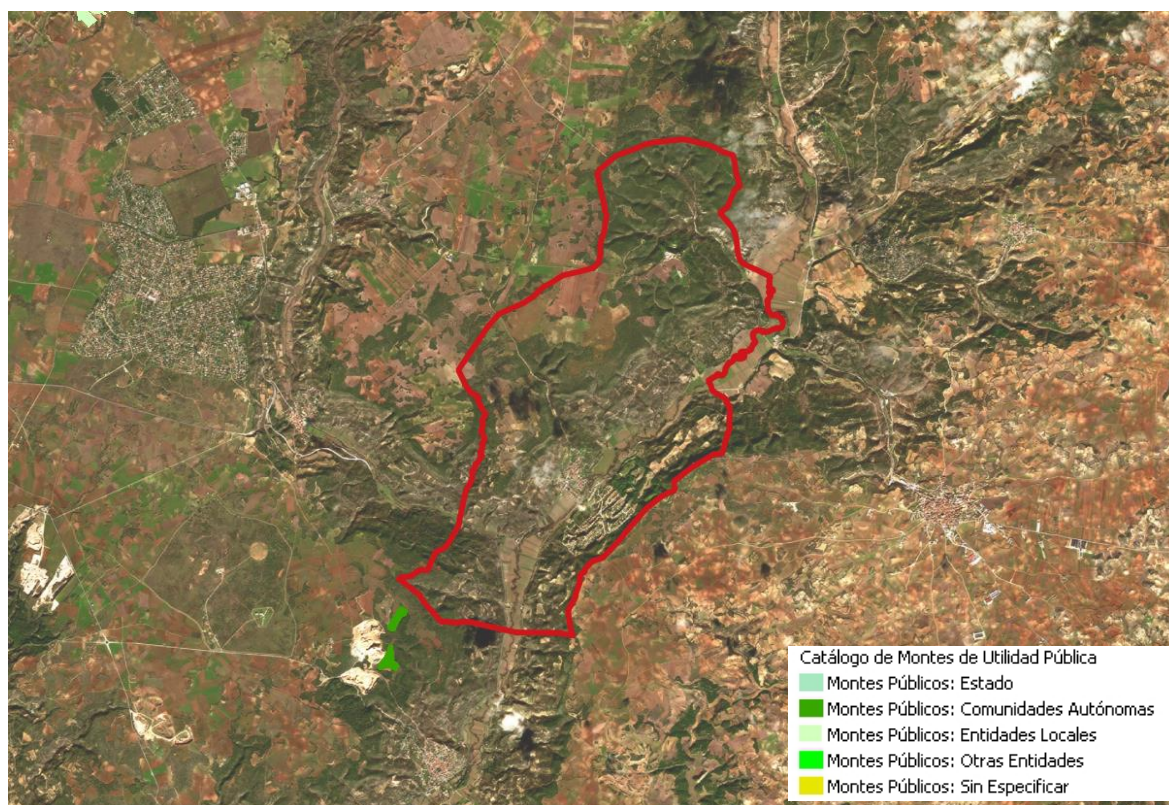 Catálogo de Montes de Utilidad Pública
Montes Públicos: Estado
Montes Públicos: Comunidades Autónomas
Montes Públicos: Entidades Locales
Montes Públicos: Otras Entidades
Montes Públicos: Sin Especificar